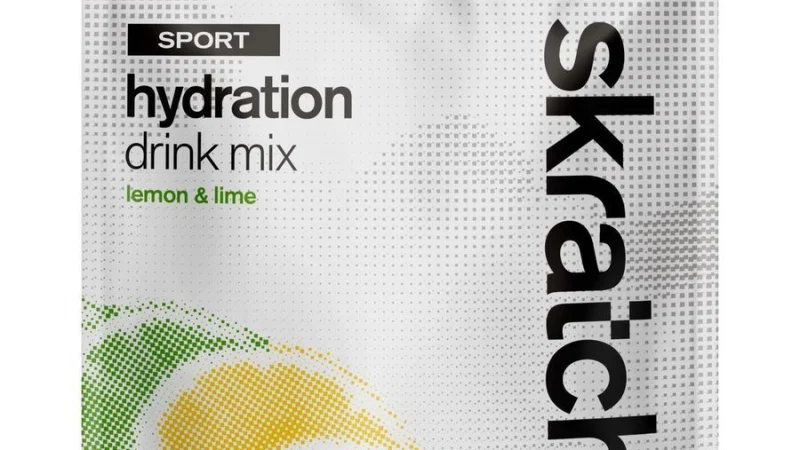 SPORT
hydration
drink mix
lemon & lime
skratch